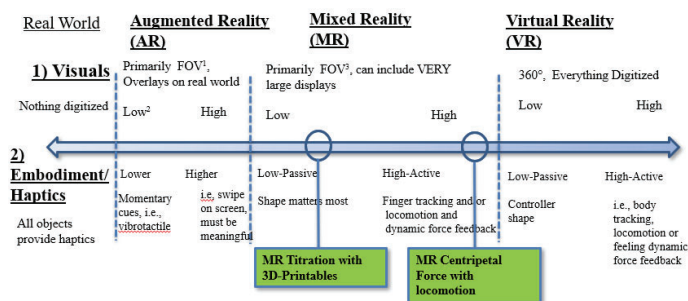 Real World
Augmented Reality
(AR)
Mixed Reality
(MR)
Virtual Reality
(VR)
1) Visuals
Nothing digitized
Primarily FOV¹,
Overlays on real world
Low²
High
Primarily FOV³, can include VERY
large displays
Low
High
360°, Everything Digitized
Low
High
2)
Embodiment/
Haptics
All objects
provide haptics
Lower
Momentary
cues, i.e.,
vibrotactile
Higher
i.e, swipe
on screen,
must be
meaningful
Low-Passive
Shape matters most
High-Active
Finger tracking and/or
locomotion and
dynamic force feedback
Low-Passive
Controller
shape
High-Active
i.e., body
tracking,
locomotion or
feeling dynamic
force feedback
MR Titration with
3D-Printables
MR Centripetal
Force with
locomotion